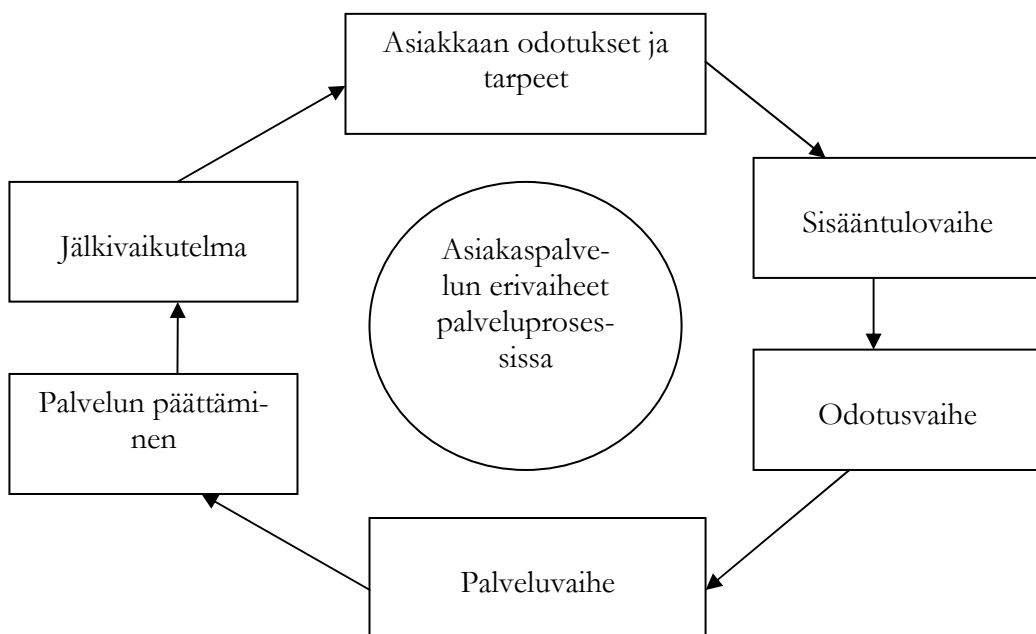 Asiakkaan odotukset ja
tarpeet
Sisääntulovaihe
Jälkivaikutelma
Asiakaspalve-
lun erivaiheet
palveluproses-
sissa
Palvelun päättämi-
nen
Odotusvaihe
Palveluvaihe